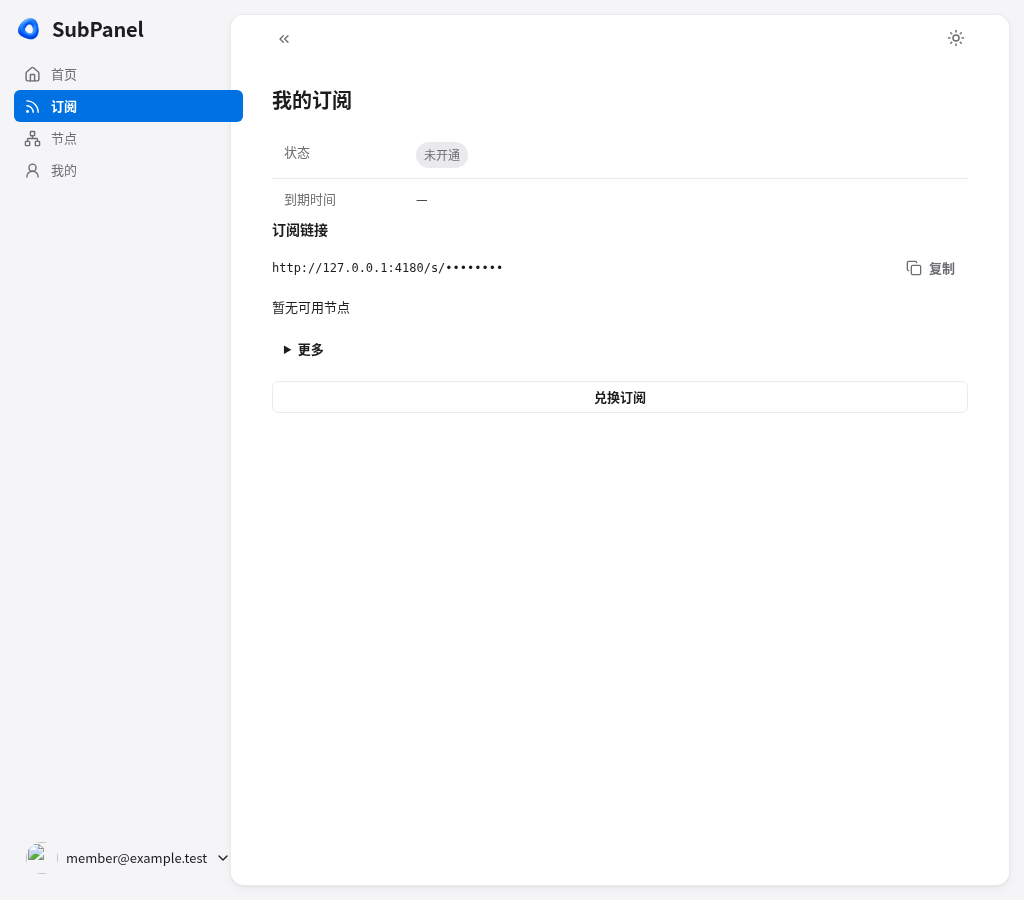 SubPanel
首页
订阅
节点
我的
member@example.test
我的订阅
状态 未开通
到期时间 —
订阅链接
http://127.0.0.1:4180/s/•••••••• 复制
暂无可用节点
更多
兑换订阅